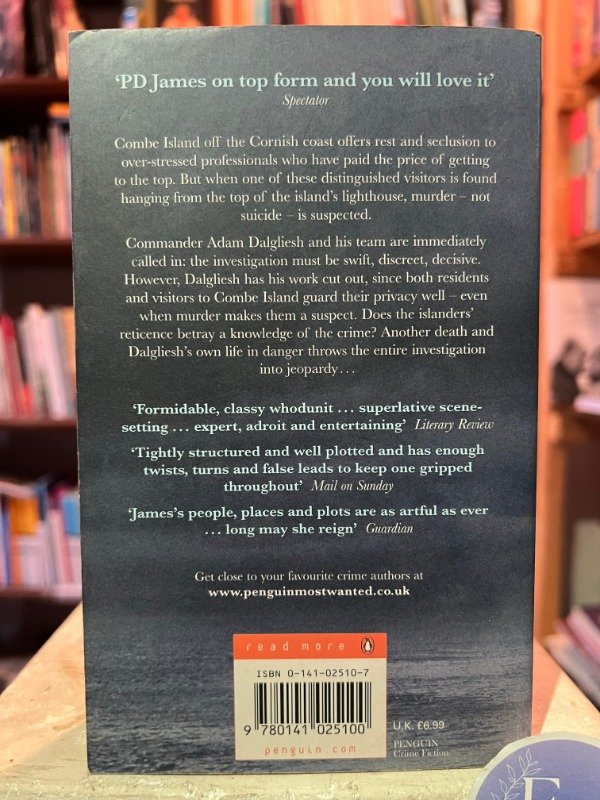 ‘PD James on top form and you will love it’
Spectator
Combe Island off the Cornish coast offers rest and seclusion to
over-stressed professionals who have paid the price of getting
to the top. But when one of these distinguished visitors is found
hanging from the top of the island’s lighthouse, murder – not
suicide – is suspected.
Commander Adam Dalgliesh and his team are immediately
called in: the investigation must be swift, discreet, decisive.
However, Dalgliesh has his work cut out, since both residents
and visitors to Combe Island guard their privacy well – even
when murder makes them a suspect. Does the islanders’
reticence betray a knowledge of the crime? Another death and
Dalgliesh’s own life in danger throws the entire investigation
into jeopardy…
‘Formidable, classy whodunit … superlative scene-
setting … expert, adroit and entertaining’ Literary Review
‘Tightly structured and well plotted and has enough
twists, turns and false leads to keep one gripped
throughout’ Mail on Sunday
‘James’s people, places and plots are as artful as ever
… long may she reign’ Guardian
Get close to your favourite crime authors at
www.penguinmostwanted.co.uk
read more
ISBN 0-141-02510-7
9 780141 025100
penguin.com
U.K. £6.99
PENGUIN
Crime Fiction
E